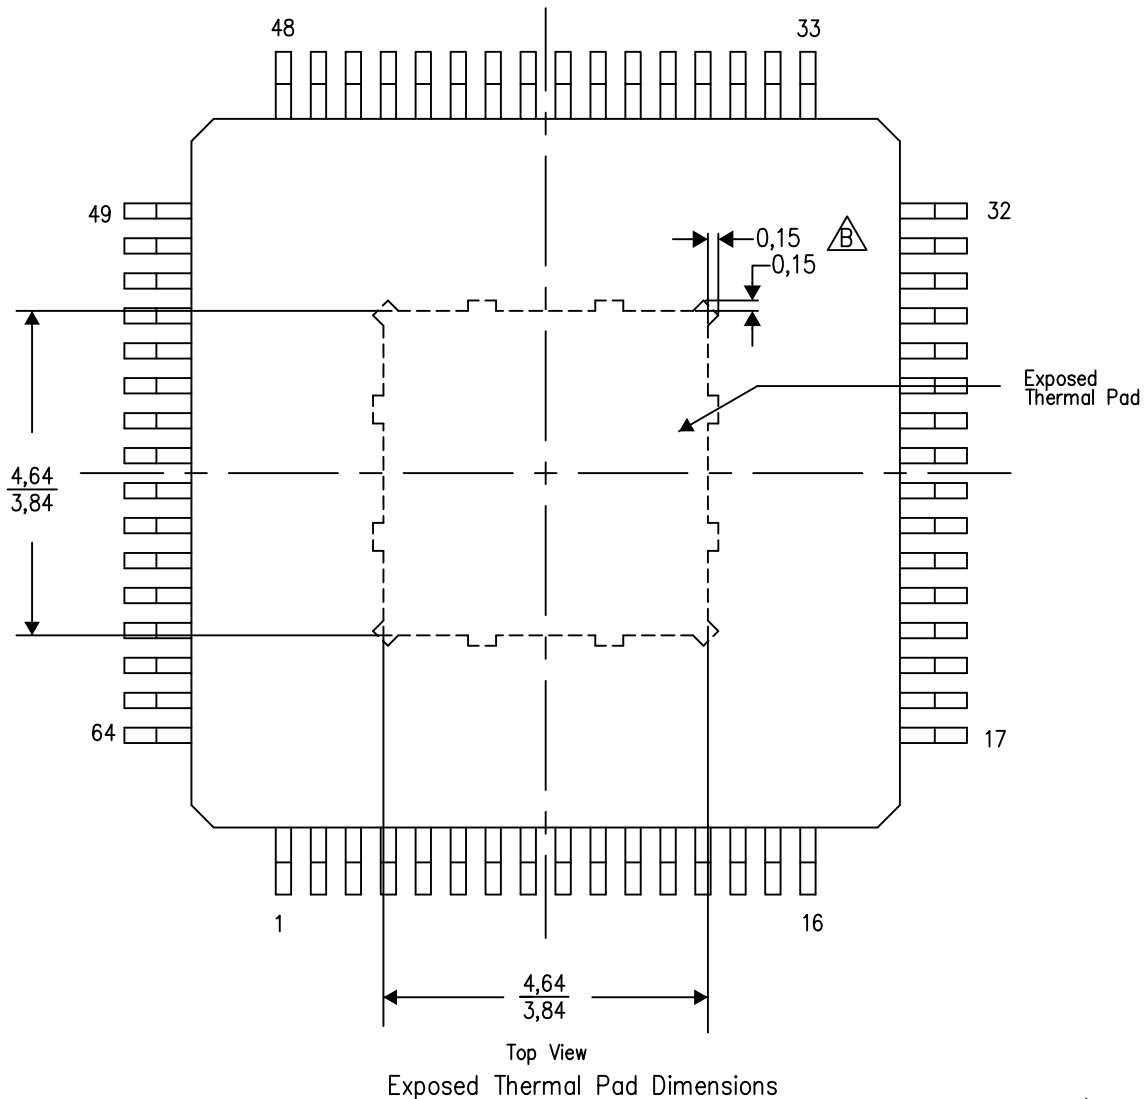 48
33
49
32
0,15
B
0,15
Exposed
Thermal Pad
4,64
3,84
64
17
1
16
4,64
3,84
Top View
Exposed Thermal Pad Dimensions